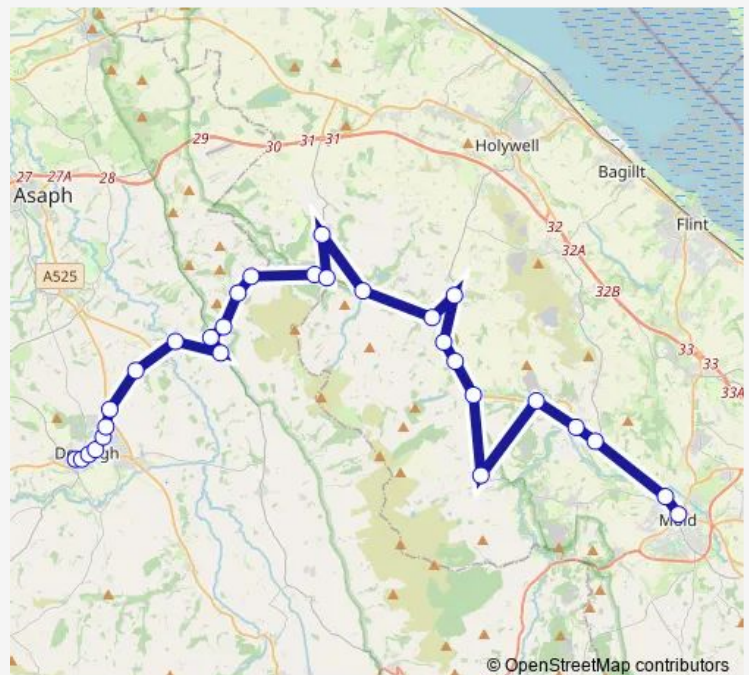 29
30
31
31
Holywell
27
27A
28
Bagillt
Asaph
32
Flint
32A
A525
32B
33
33
33A
Mold
© OpenStreetMap contributors